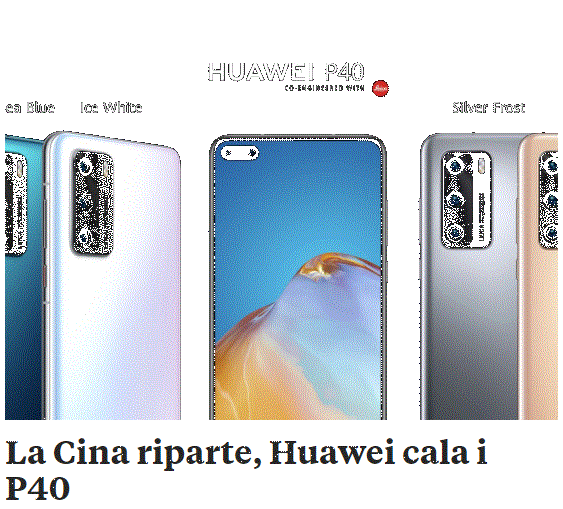 HUAWEI P40
CO-ENGINEERED WITH
ea Blue
Ice White
Silver Frost
La Cina riparte, Huawei cala i
P40